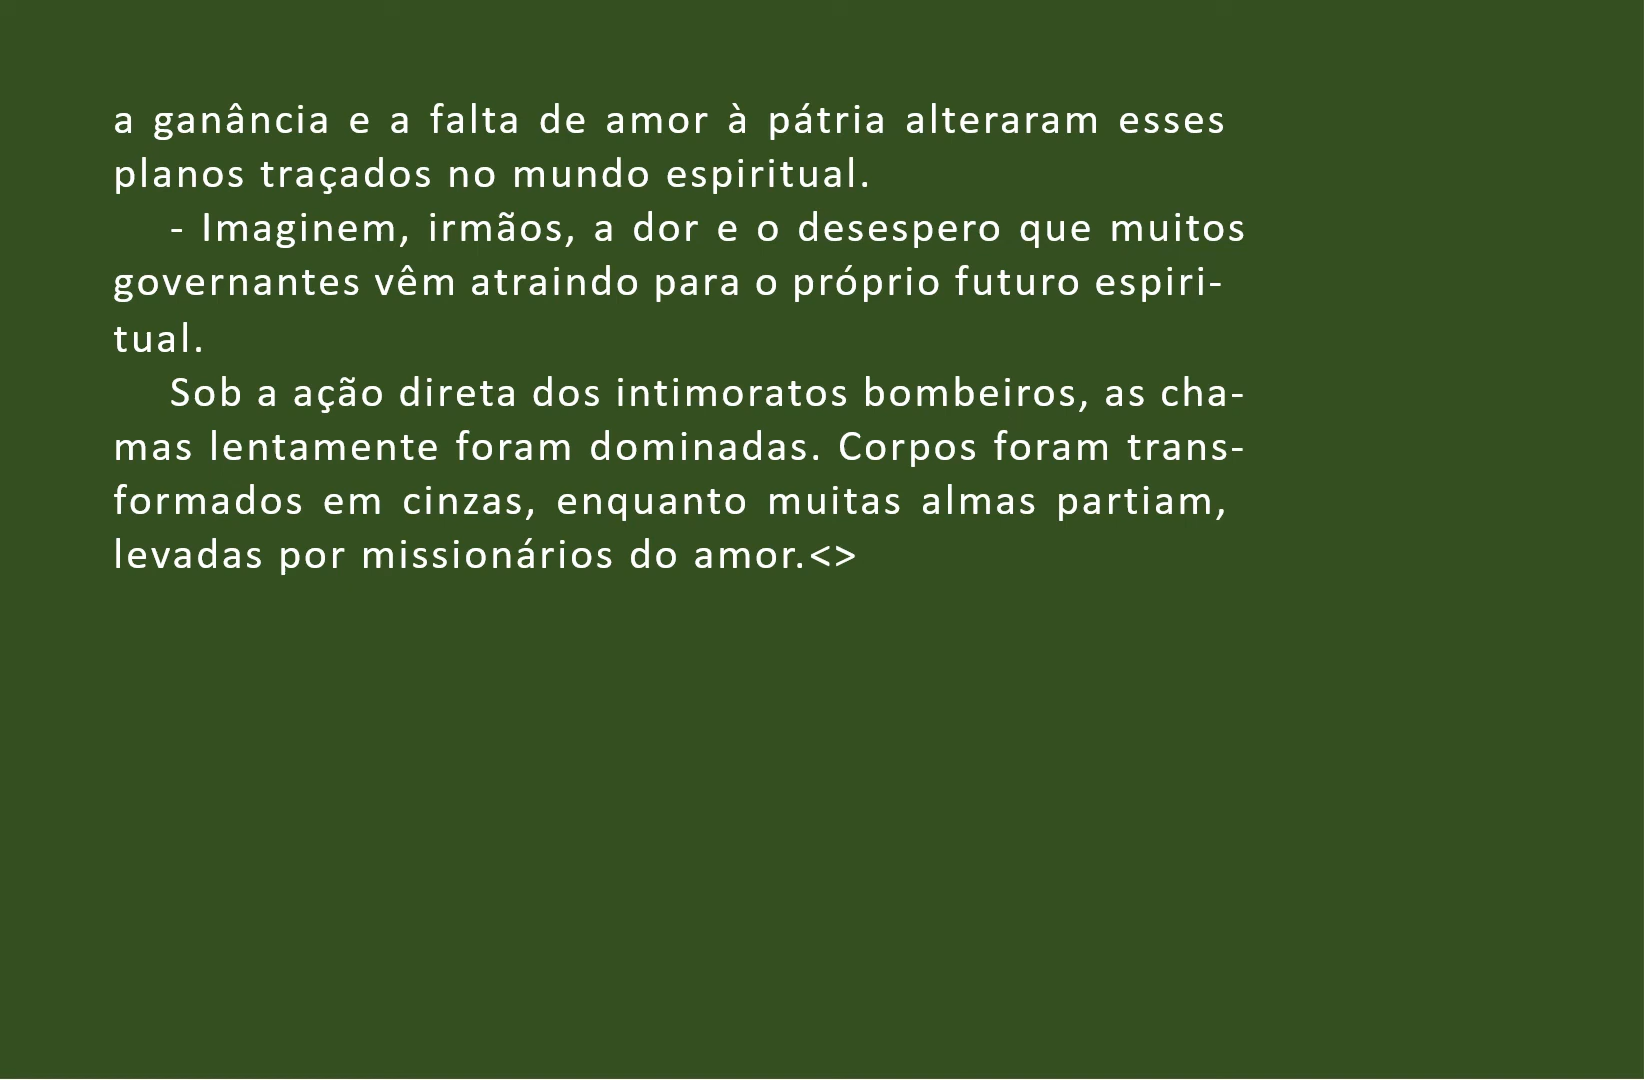 a ganância e a falta de amor à pátria alteraram esses
planos traçados no mundo espiritual.
- Imaginem, irmãos, a dor e o desespero que muitos
governantes vêm atraindo para o próprio futuro espiri-
tual.
Sob a ação direta dos intimoratos bombeiros, as cha-
mas lentamente foram dominadas. Corpos foram trans-
formados em cinzas, enquanto muitas almas partiam,
levadas por missionários do amor.<>